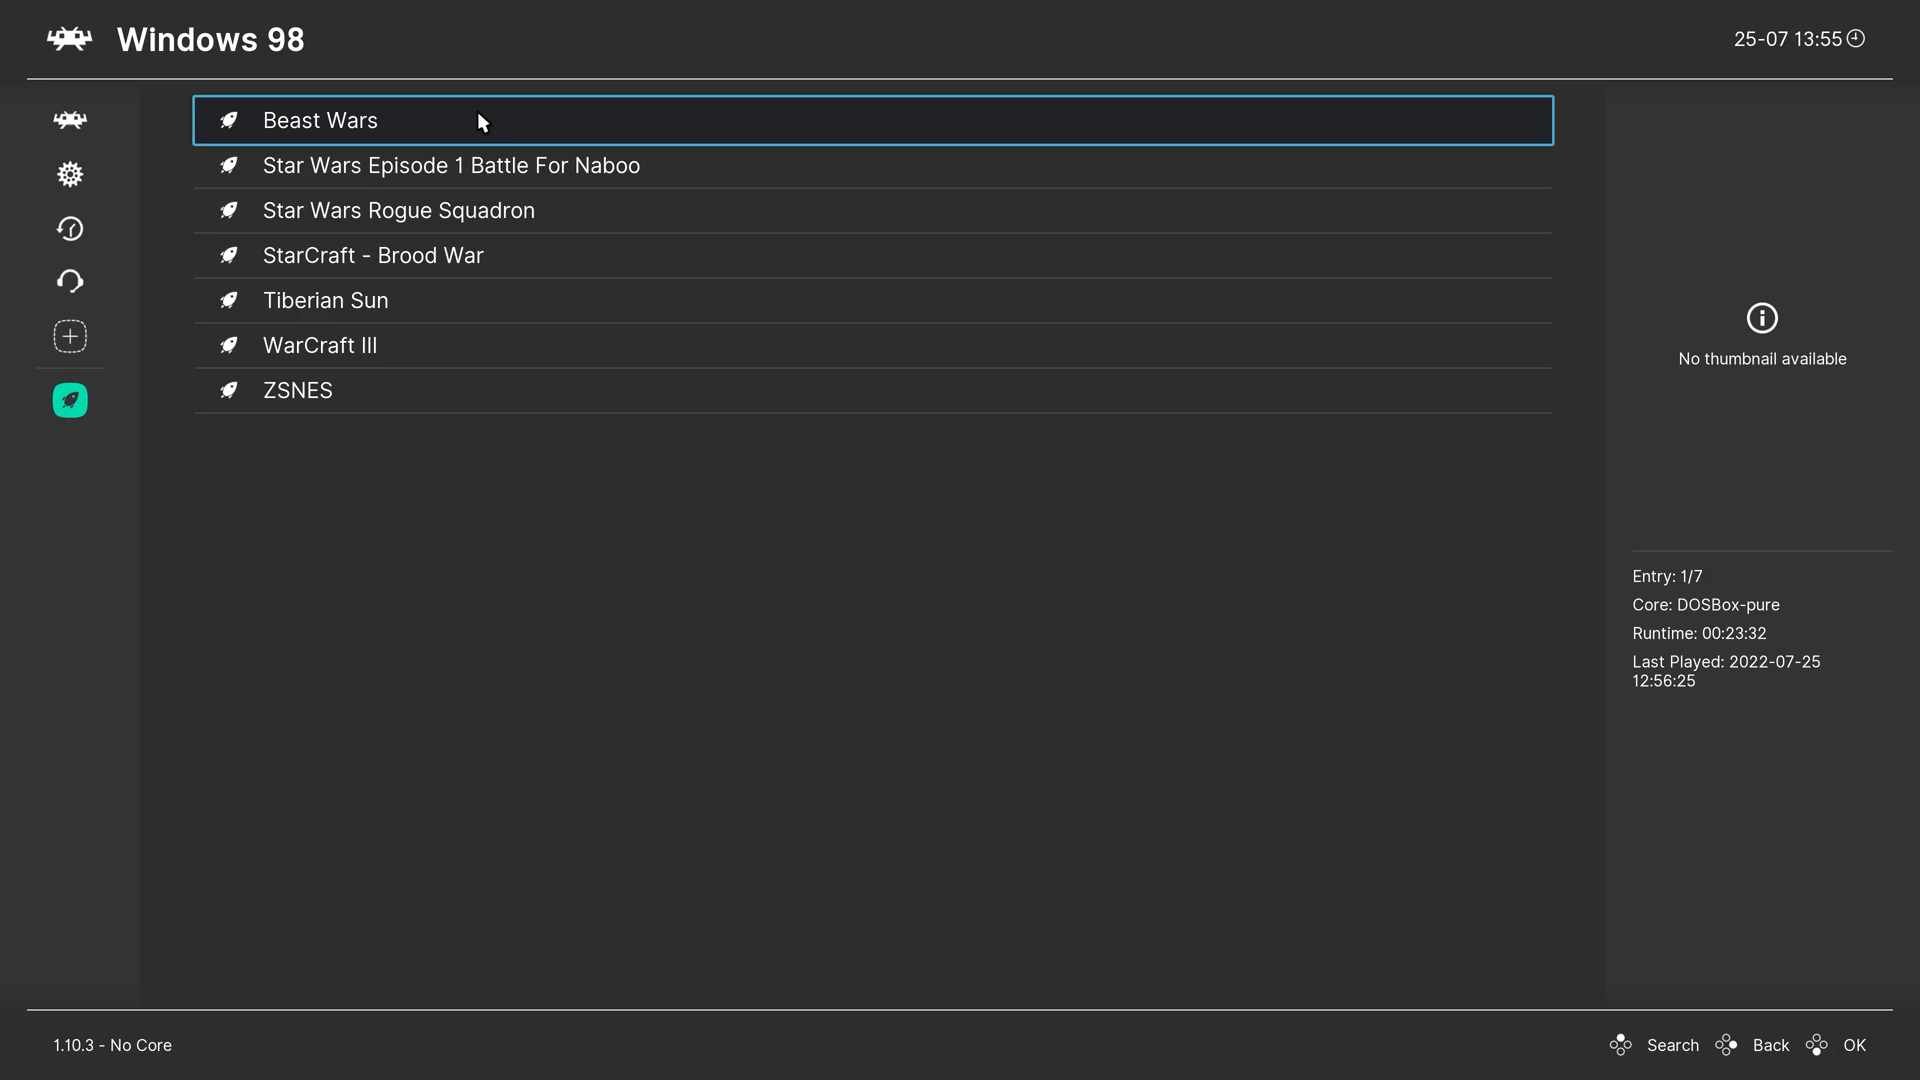 Windows 98
25-07 13:55
Beast Wars
Star Wars Episode 1 Battle For Naboo
Star Wars Rogue Squadron
StarCraft - Brood War
Tiberian Sun
WarCraft III
ZSNES
No thumbnail available
Entry: 1/7
Core: DOSBox-pure
Runtime: 00:23:32
Last Played: 2022-07-25
12:56:25
1.10.3 - No Core
Search Back OK